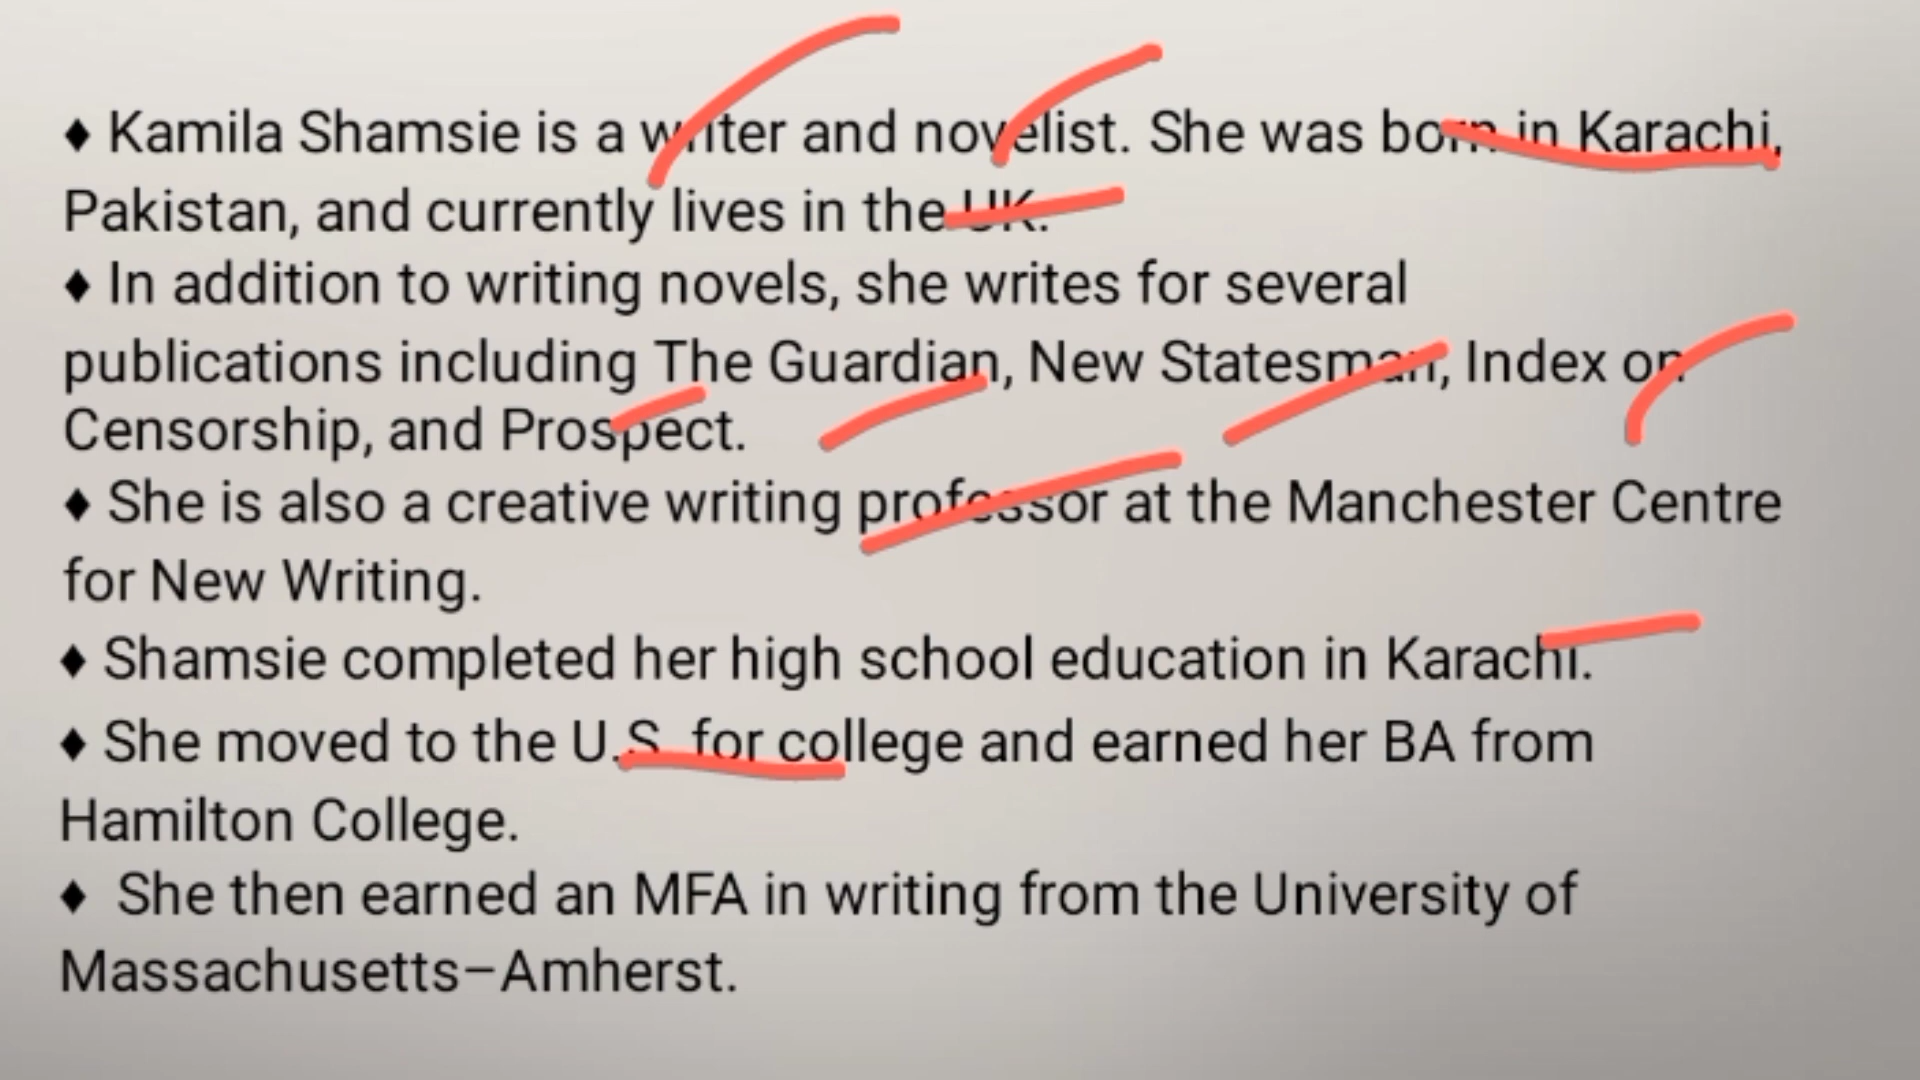 ♦ Kamila Shamsie is a writer and novelist. She was born in Karachi,
Pakistan, and currently lives in the UK.
♦ In addition to writing novels, she writes for several
publications including The Guardian, New Statesman, Index on
Censorship, and Prospect.
♦ She is also a creative writing professor at the Manchester Centre
for New Writing.
♦ Shamsie completed her high school education in Karachi.
♦ She moved to the U.S. for college and earned her BA from
Hamilton College.
♦ She then earned an MFA in writing from the University of
Massachusetts–Amherst.